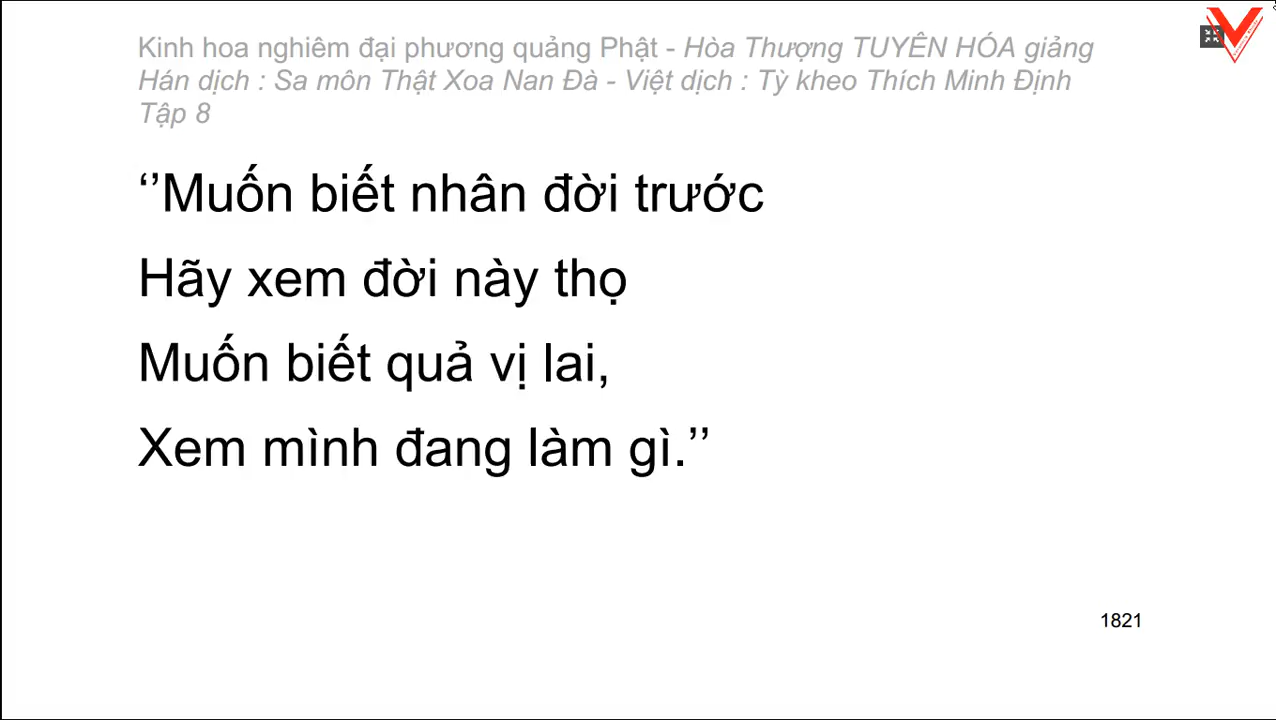 Kinh hoa nghiêm đại phương quảng Phật - Hòa Thượng TUYÊN HÓA giảng
Hán dịch : Sa môn Thật Xoa Nan Đà - Việt dịch : Tỳ kheo Thích Minh Định
Tập 8
‘’Muốn biết nhân đời trước
Hãy xem đời này thọ
Muốn biết quả vị lai,
Xem mình đang làm gì.’’
1821